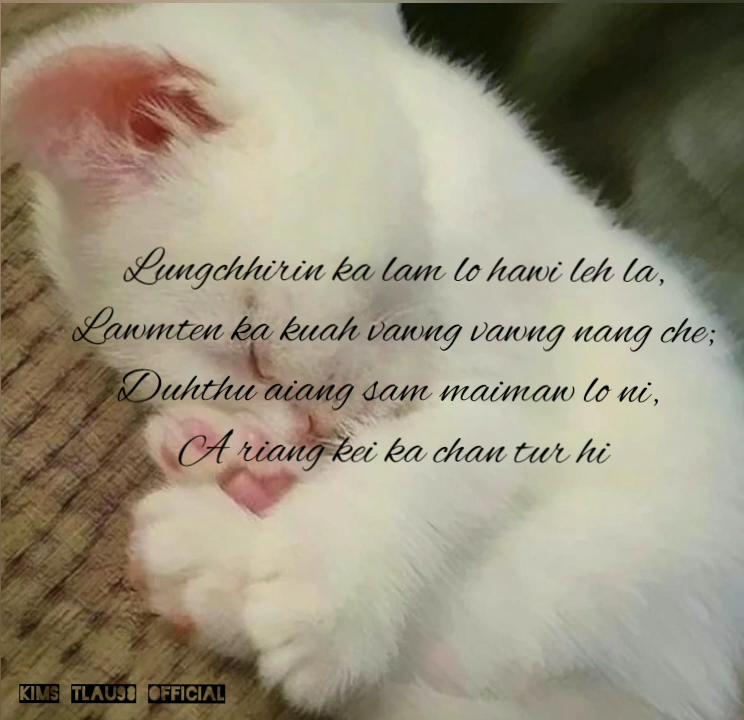 Lungchhirin ka lam lo hawi leh la,
Lawmten ka kuah vawng vawng nang che;
Duhthu aiang sam maimaw lo ni,
A riang kei ka chan tur hi
KIMS TLAU98 OFFICIAL